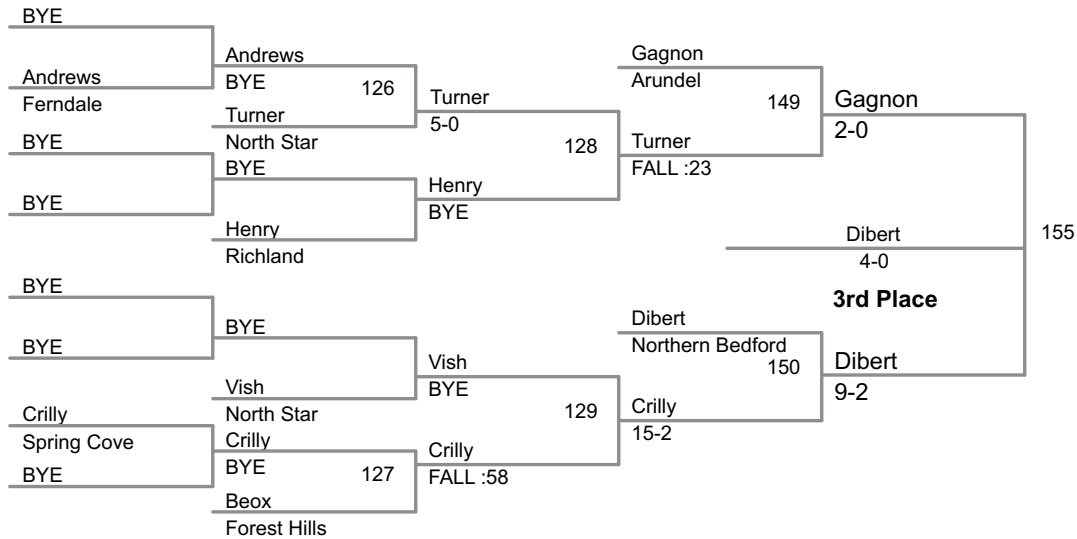 BYE
Andrews
Ferndale
BYE
BYE
BYE
BYE
Crilly
Spring Cove
BYE
Andrews
BYE
126
Turner
North Star
BYE
Henry
Richland
BYE
Vish
North Star
Crilly
BYE
127
Beox
Forest Hills
Turner
5-0
128
Henry
BYE
Vish
BYE
129
Crilly
FALL :58
Gagnon
Arundel
149
Turner
FALL :23
Dibert
Northern Bedford
150
Crilly
15-2
Gagnon
2-0
Dibert
4-0
3rd Place
155
Dibert
9-2